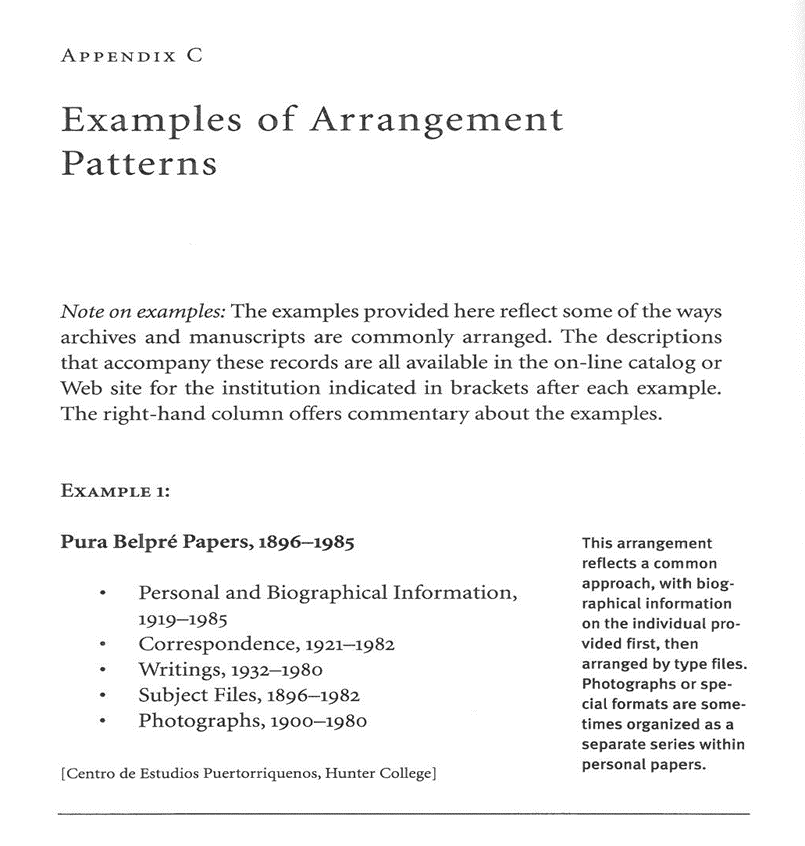 APPENDIX C
Examples of Arrangement
Patterns
Note on examples: The examples provided here reflect some of the ways
archives and manuscripts are commonly arranged. The descriptions
that accompany these records are all available in the on-line catalog or
Web site for the institution indicated in brackets after each example.
The right-hand column offers commentary about the examples.
EXAMPLE 1:
Pura Belpré Papers, 1896–1985
• Personal and Biographical Information,
1919–1985
• Correspondence, 1921–1982
• Writings, 1932–1980
• Subject Files, 1896–1982
• Photographs, 1900–1980
[Centro de Estudios Puertorriquenos, Hunter College]
This arrangement
reflects a common
approach, with biog-
raphical information
on the individual pro-
vided first, then
arranged by type files.
Photographs or spe-
cial formats are some-
times organized as a
separate series within
personal papers.